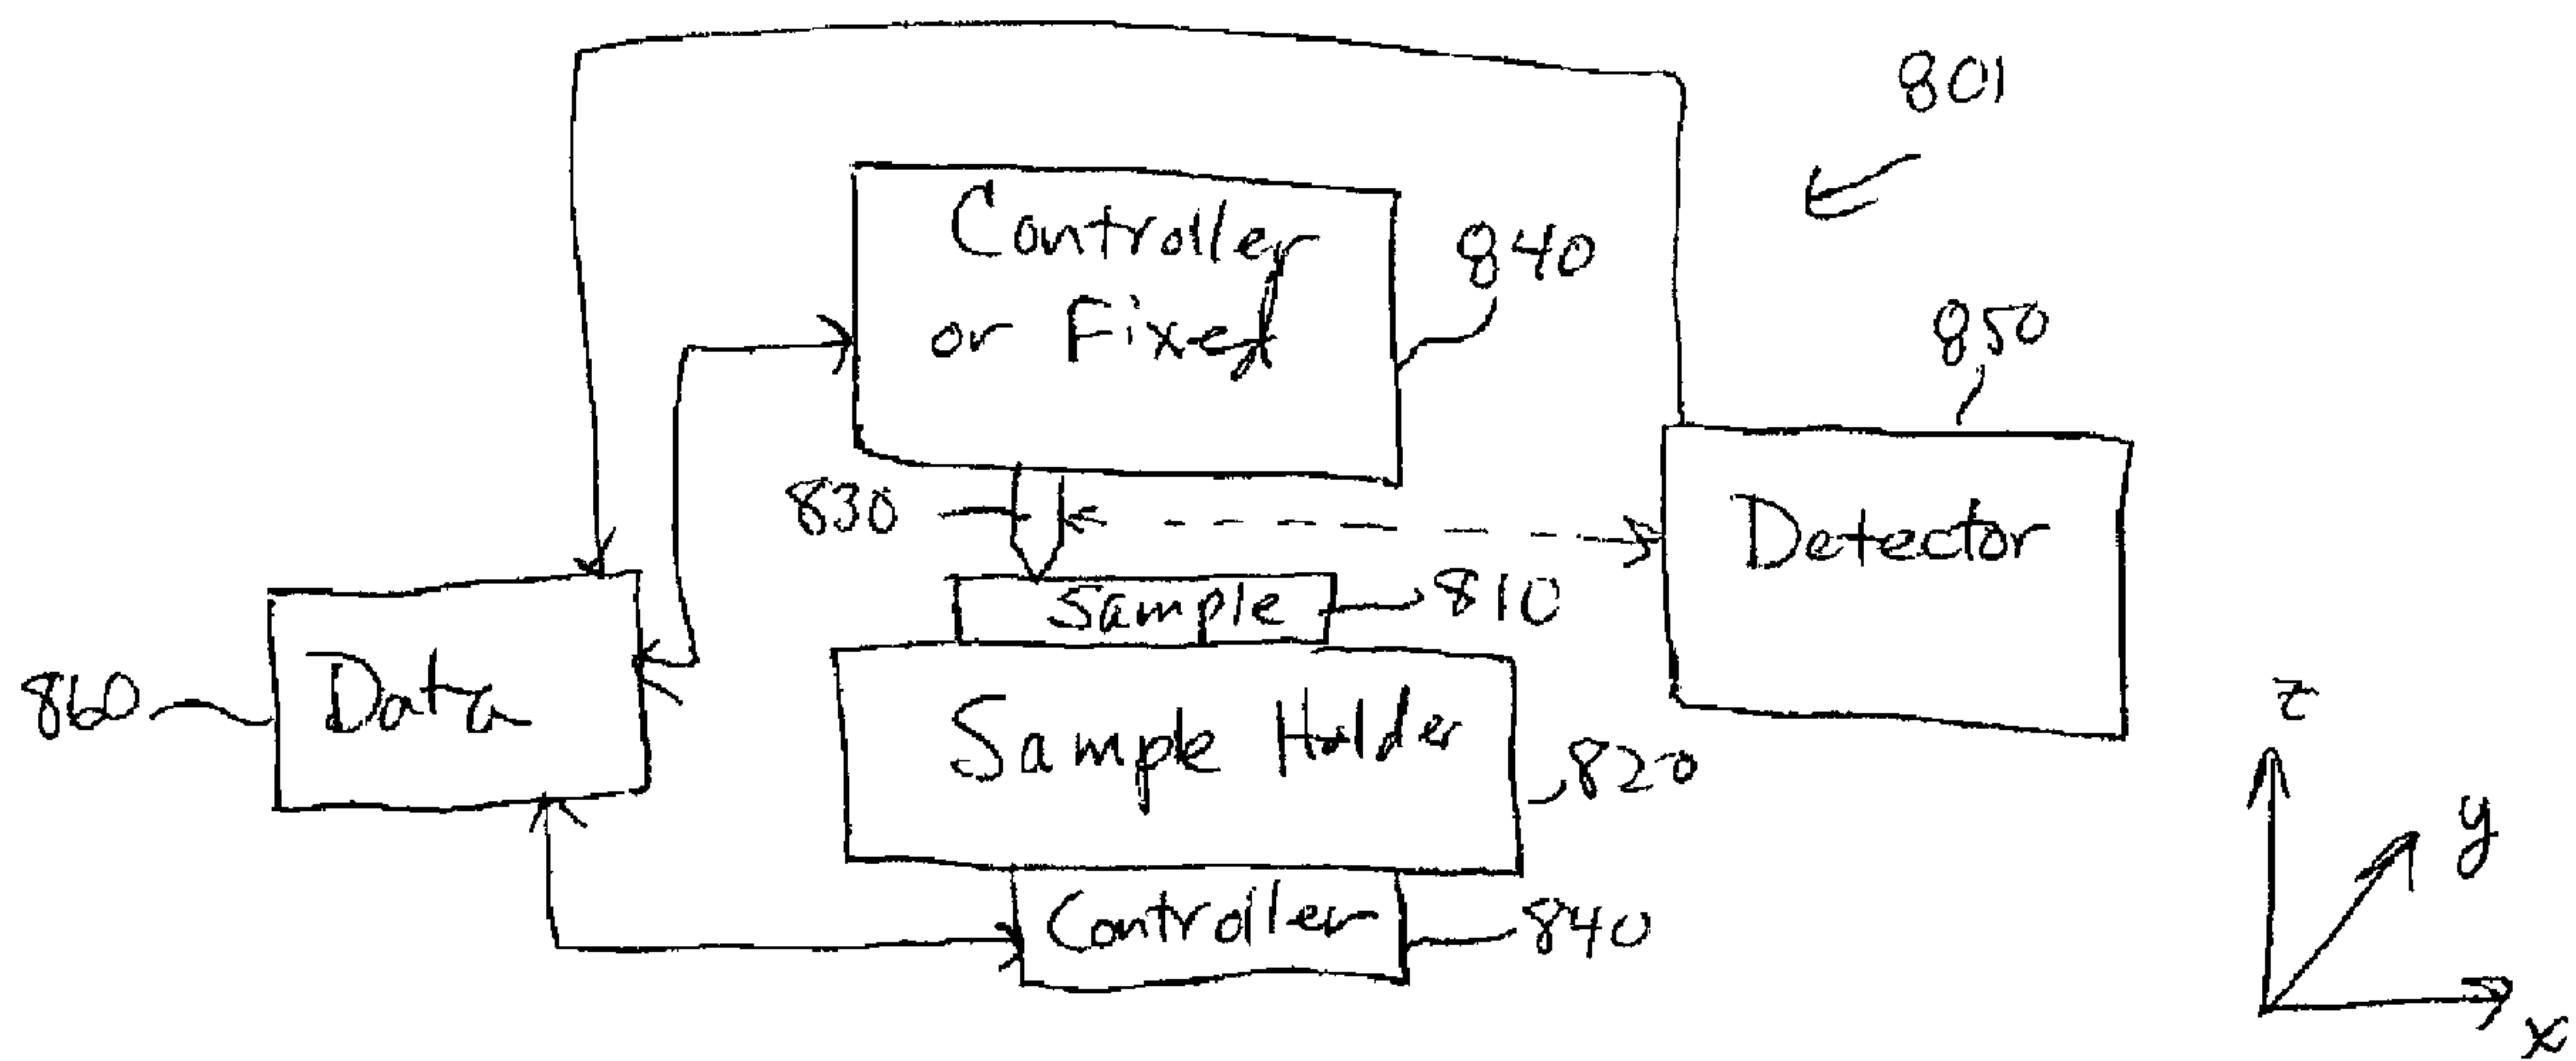 801
Controller
or Fixed
840
850
830
Detector
Sample
810
860
Data
Sample Holder
820
Controller
840
z
y
x